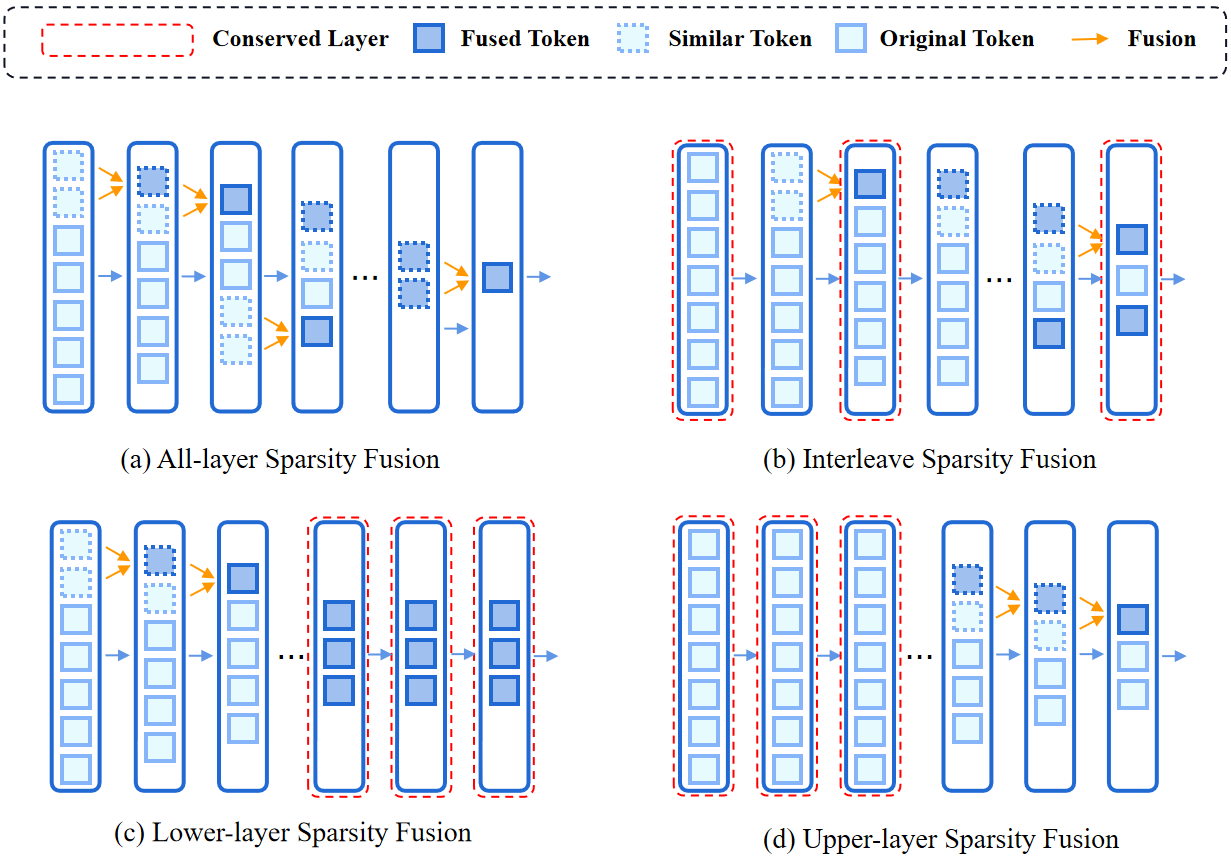 Conserved Layer Fused Token Similar Token Original Token Fusion
...
...
(a) All-layer Sparsity Fusion
(b) Interleave Sparsity Fusion
...
...
(c) Lower-layer Sparsity Fusion
(d) Upper-layer Sparsity Fusion